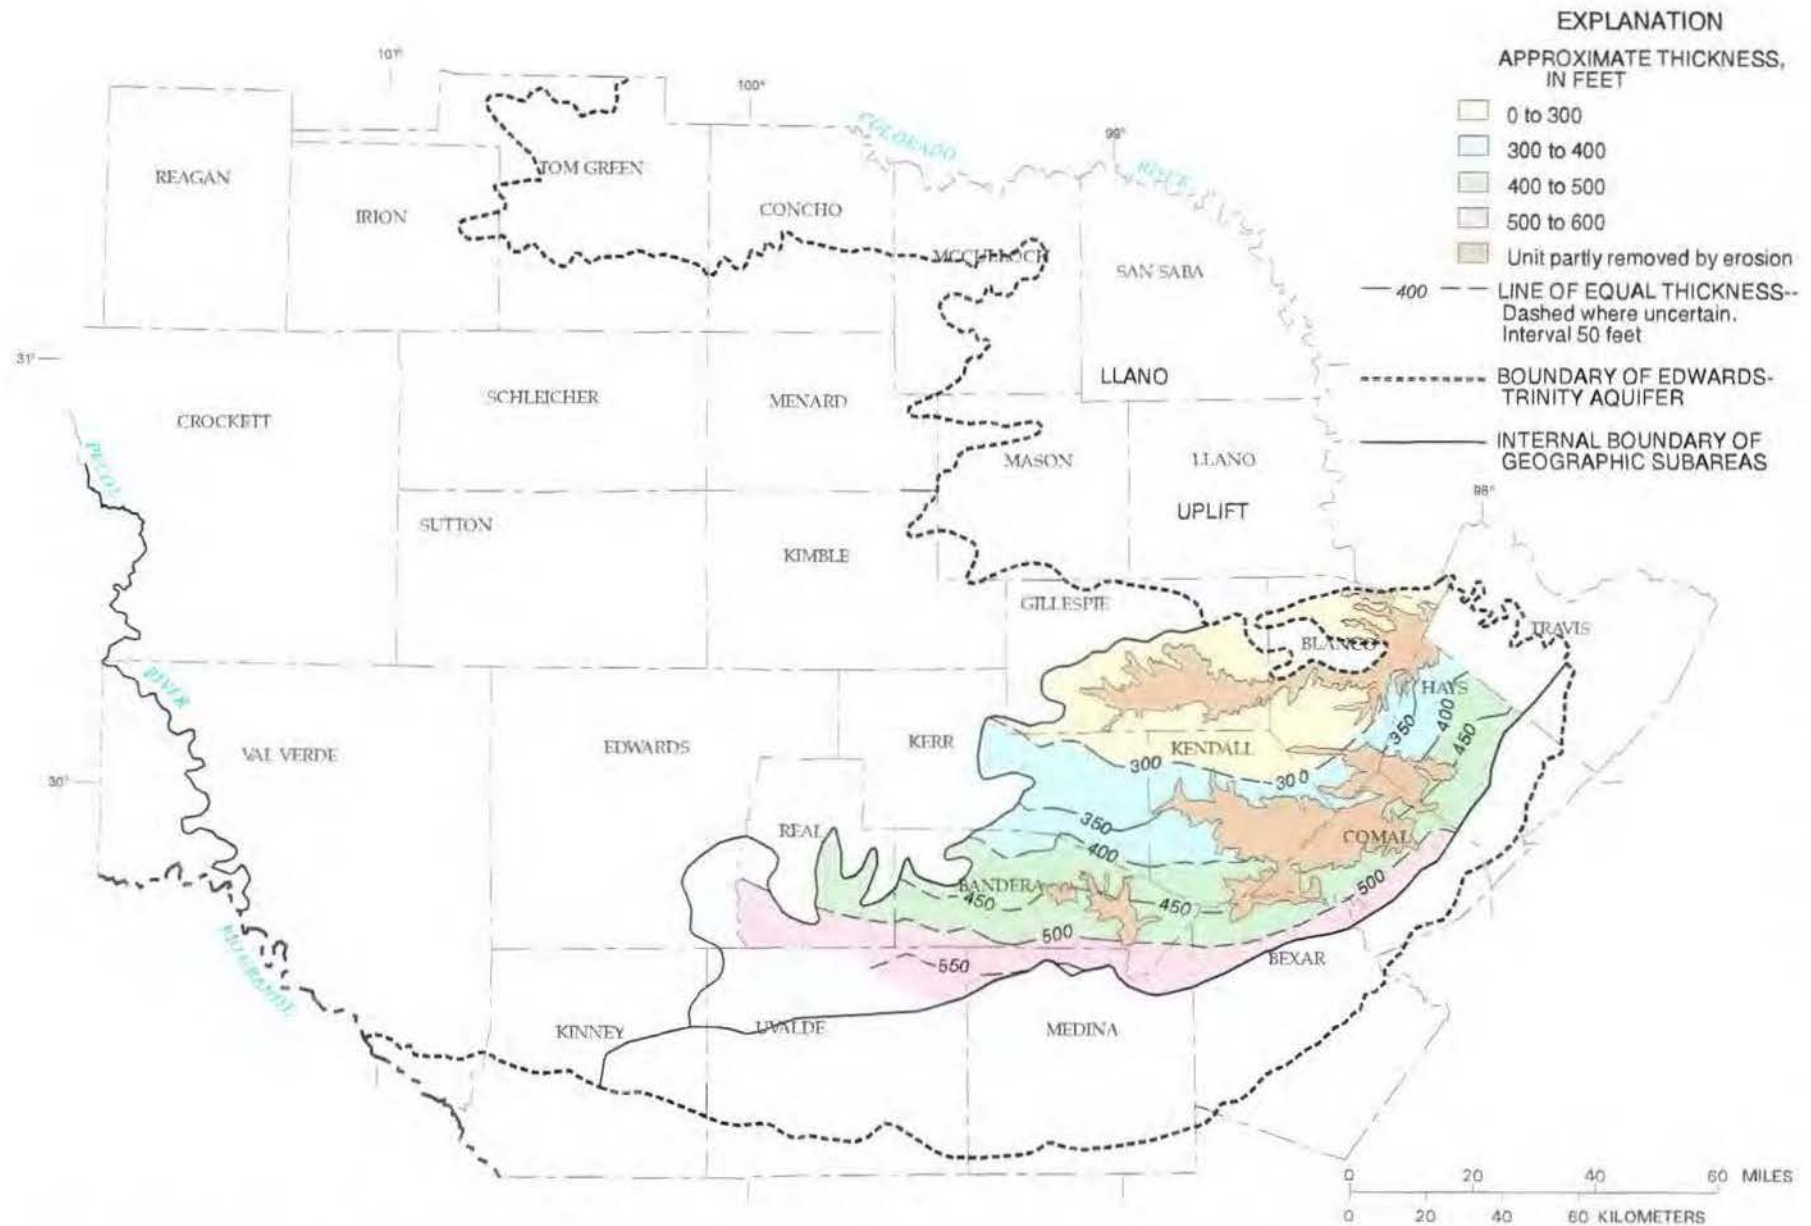 EXPLANATION
APPROXIMATE THICKNESS,
IN FEET
0 to 300
300 to 400
400 to 500
500 to 600
Unit partly removed by erosion
400
LINE OF EQUAL THICKNESS--
Dashed where uncertain.
Interval 50 feet
BOUNDARY OF EDWARDS-
TRINITY AQUIFER
INTERNAL BOUNDARY OF
GEOGRAPHIC SUBAREAS
101°
100°
99°
98°
31°
30°
COLORADO
RIVER
REAGAN
TOM GREEN
IRION
CONCHO
MCCULLOCH
SAN SABA
LLANO
CROCKETT
SCHLEICHER
MENARD
MASON
LLANO
UPLIFT
PECOS
SUTTON
KIMBLE
GILLESPIE
BLANCO
TRAVIS
RIVER
HAYS
VAL VERDE
EDWARDS
KERR
KENDALL
350
400
450
300
300
REAL
350
400
COMAL
BANDERA
450
450
500
500
550
BEXAR
RIO GRANDE
KINNEY
UVALDE
MEDINA
0 20 40 60 MILES
0 20 40 60 KILOMETERS